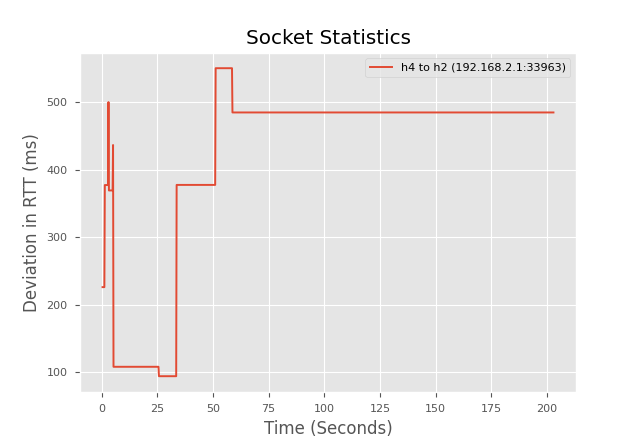 Socket Statistics
h4 to h2 (192.168.2.1:33963)
Deviation in RTT (ms)
500
400
300
200
100
0 25 50 75 100 125 150 175 200
Time (Seconds)